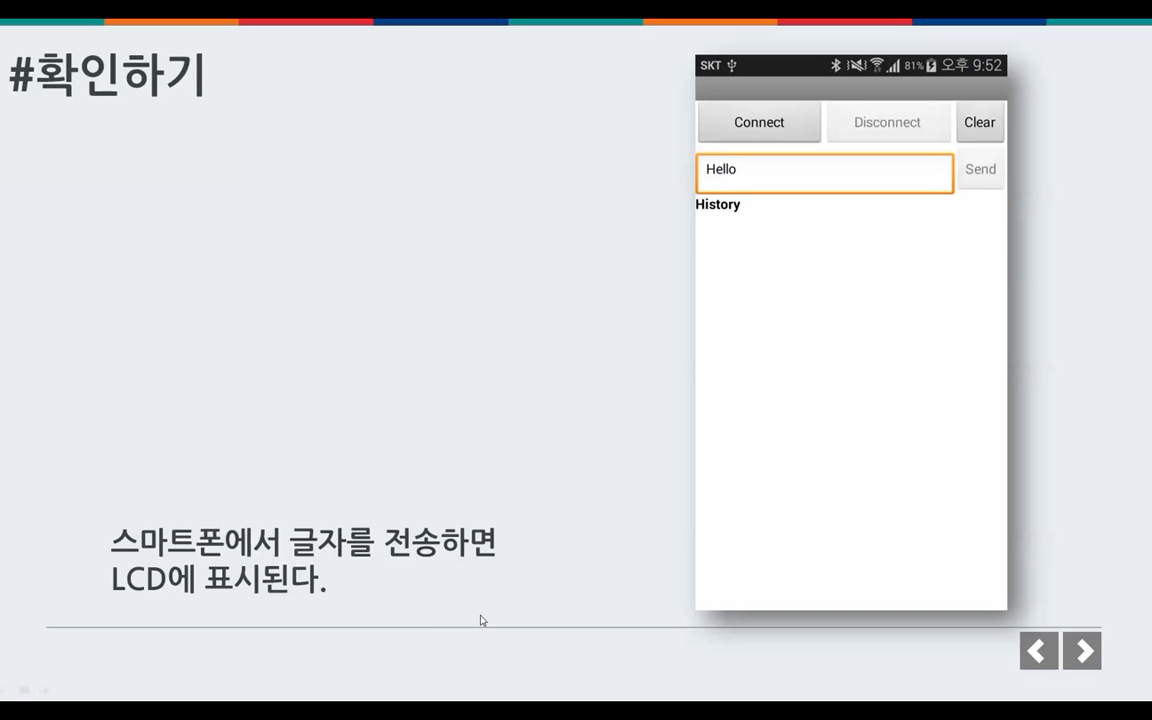 #확인하기
SKT 81% 오후 9:52
Connect Disconnect Clear
Hello Send
History
스마트폰에서 글자를 전송하면
LCD에 표시된다.